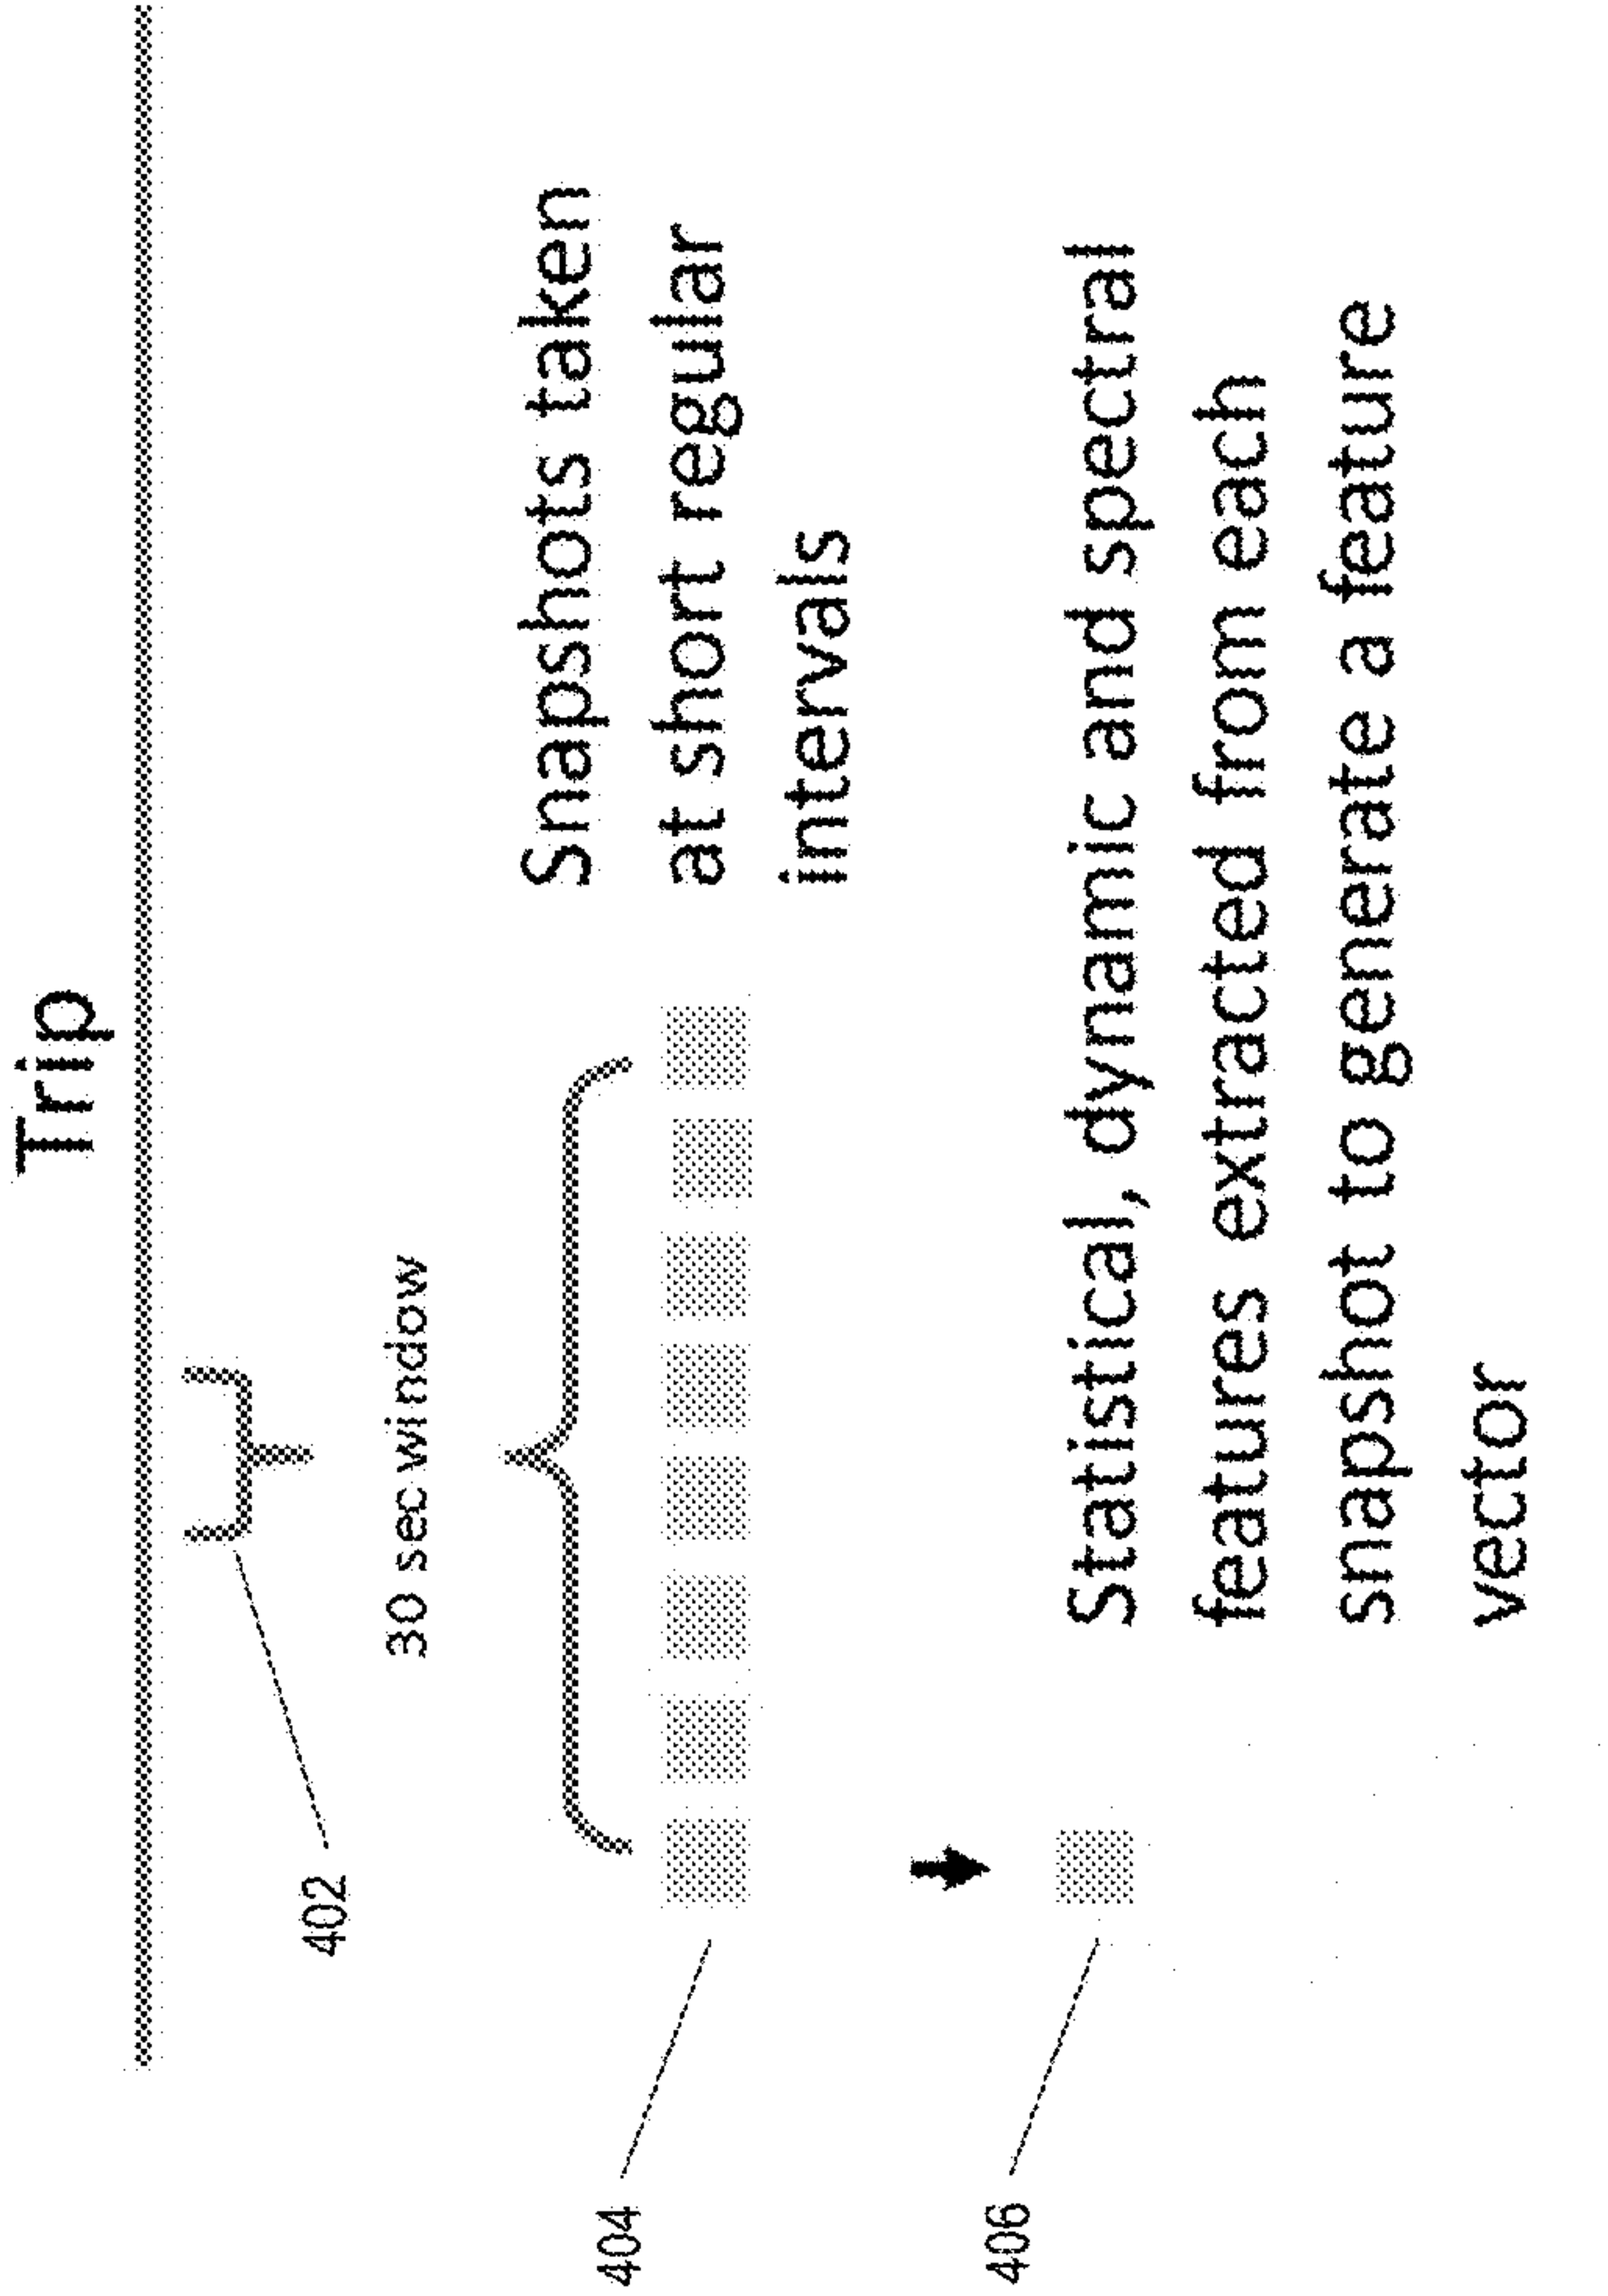 Trip
402
30 sec window
404
Snapshots taken
at short regular
intervals
406
Statistical, dynamic and spectral
features extracted from each
snapshot to generate a feature
vector